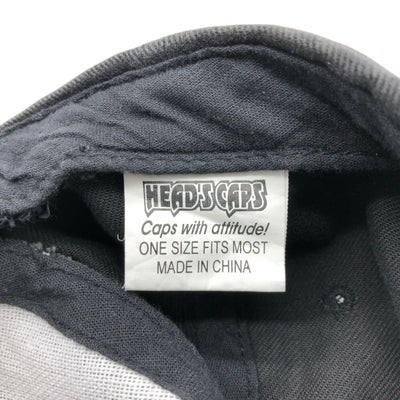 HEAD'S CAPS
Caps with attitude!
ONE SIZE FITS MOST
MADE IN CHINA